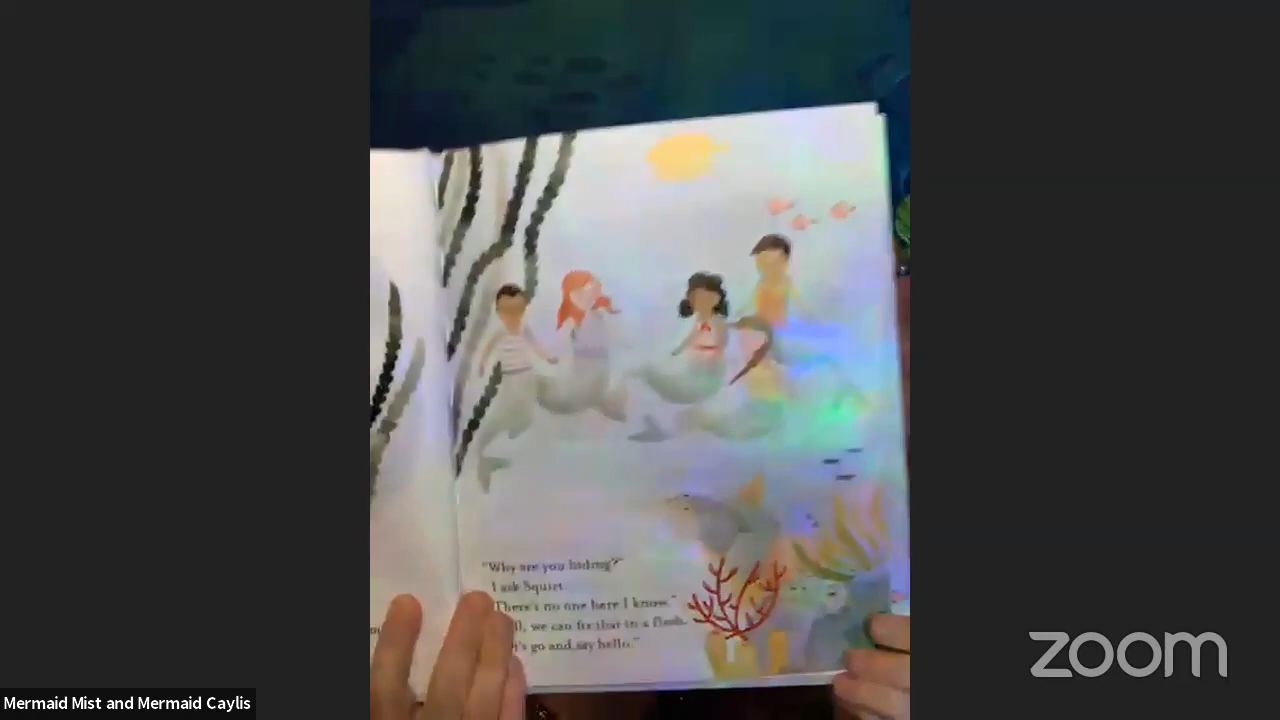 "Why are you hiding?"
I ask Squirt.
"There's no one here I know."
we can fix that in a flash.
go and say hello."
zoom
Mermaid Mist and Mermaid Caylis